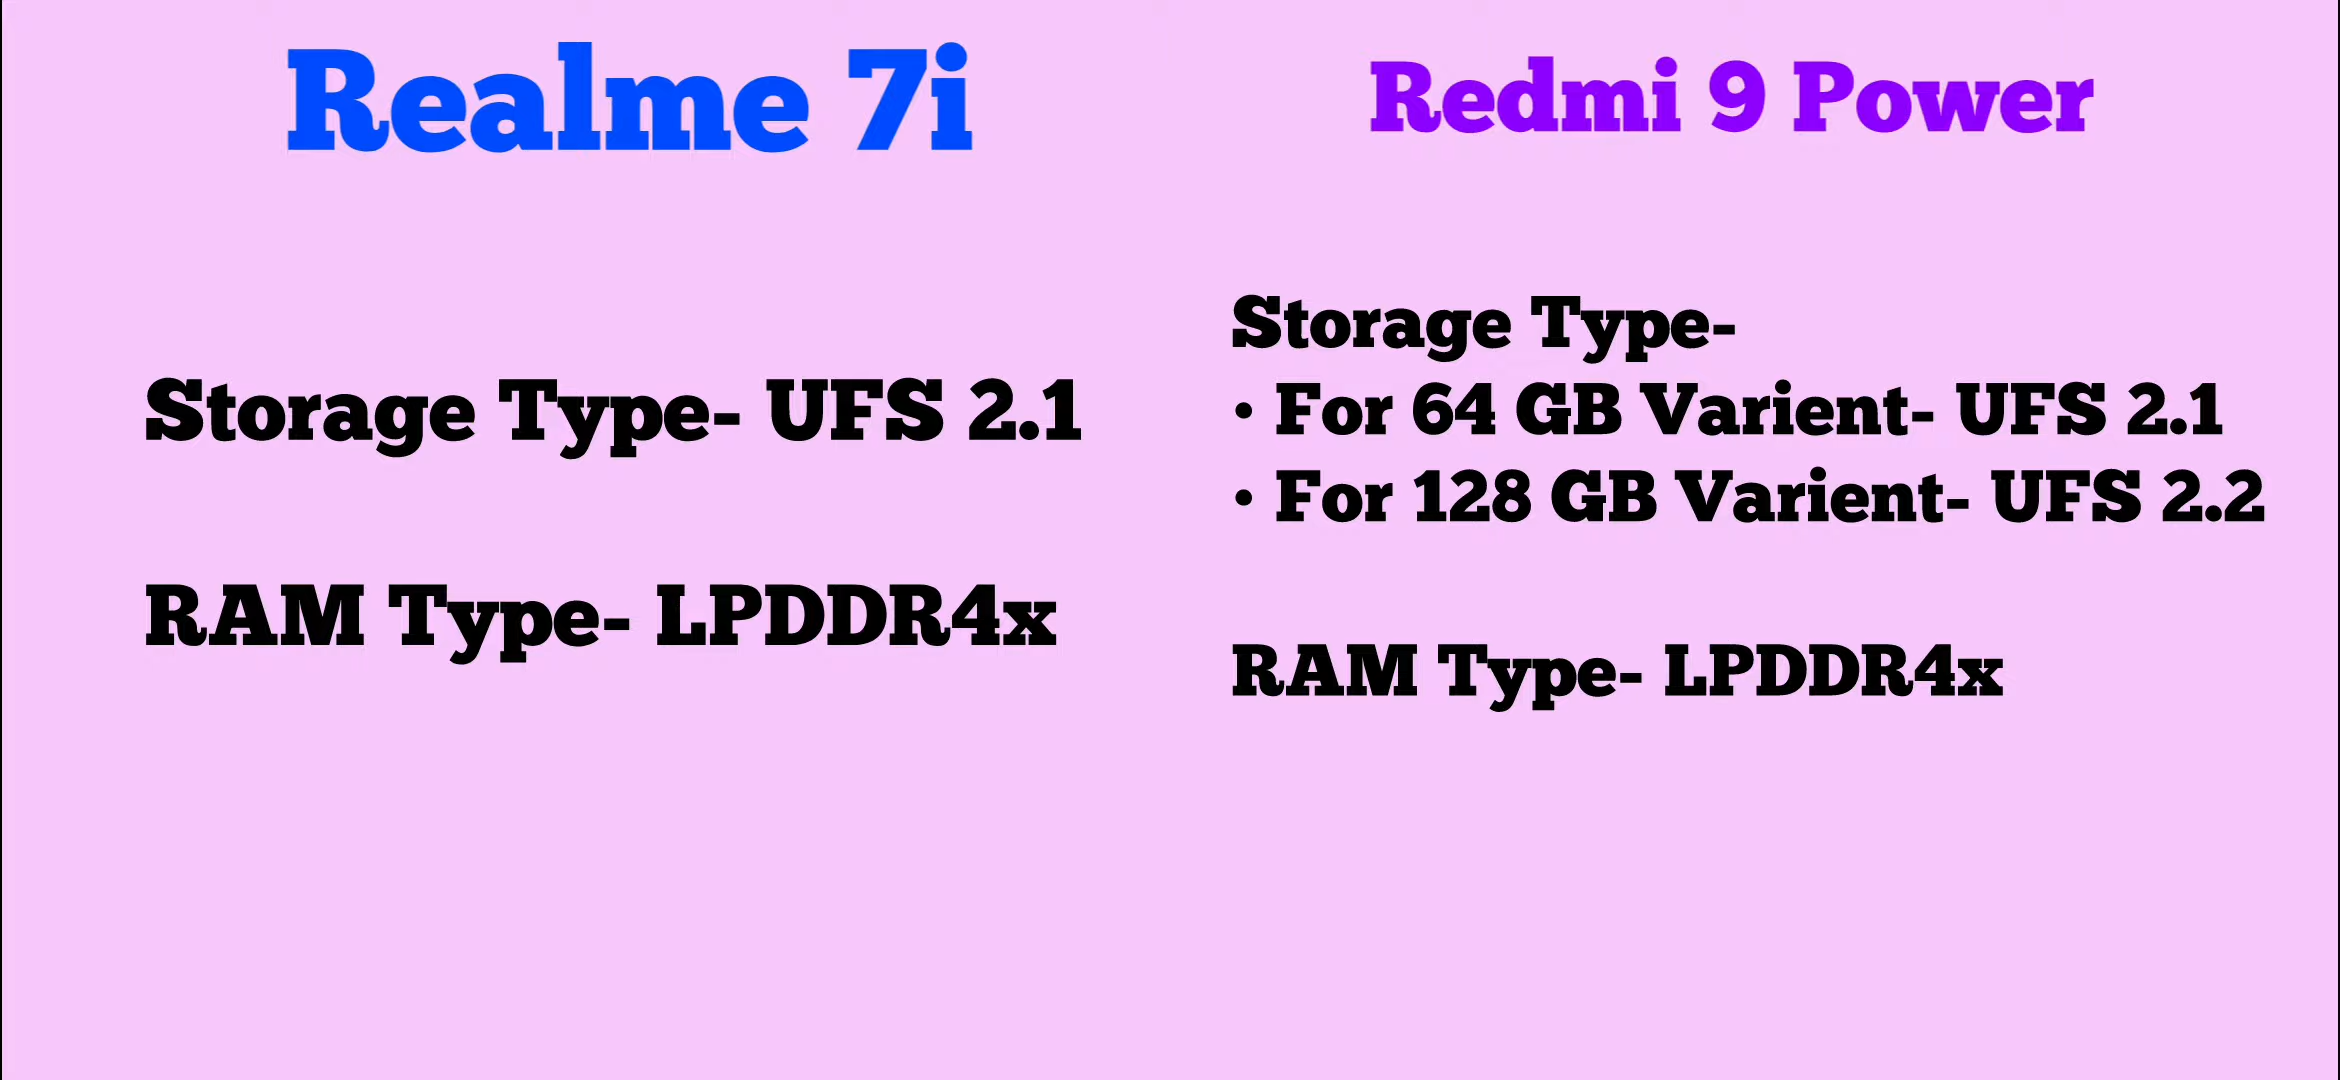 Realme 7i
Storage Type- UFS 2.1
RAM Type- LPDDR4x
Redmi 9 Power
Storage Type-
• For 64 GB Varient- UFS 2.1
• For 128 GB Varient- UFS 2.2
RAM Type- LPDDR4x